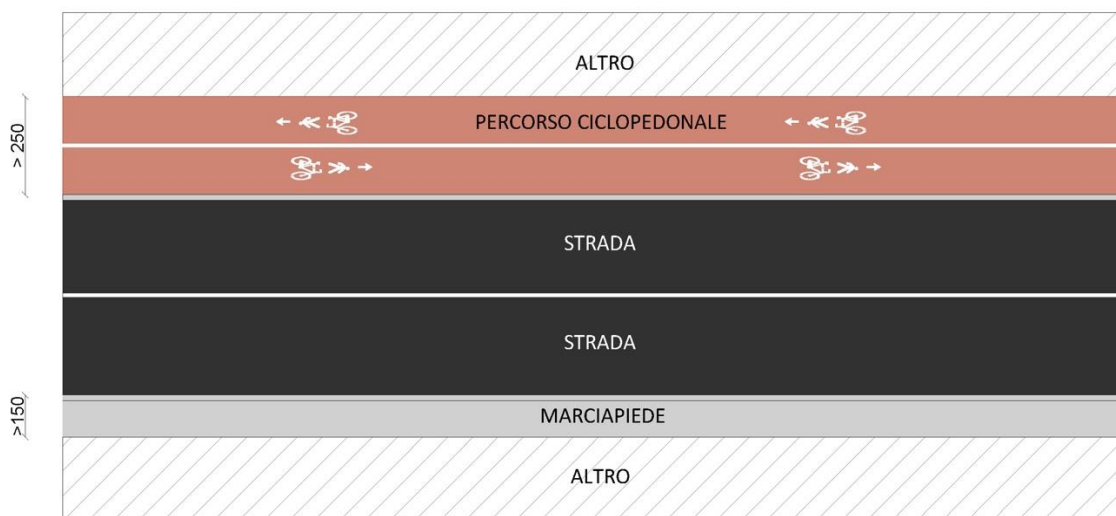 ALTRO
> 250
PERCORSO CICLOPEDONALE
STRADA
STRADA
>150
MARCIAPIEDE
ALTRO